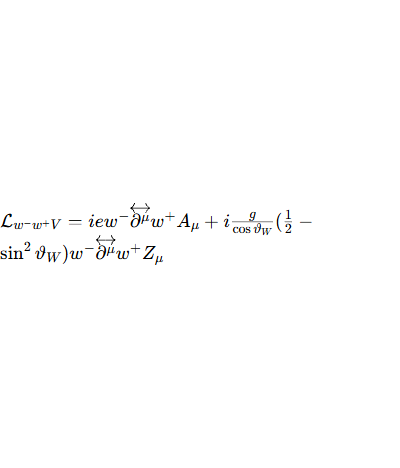 $\mathcal{L}_{w^-w^+V} = iew^-\overleftrightarrow{\partial^\mu}w^+A_\mu + i\frac{g}{\cos\vartheta_W}(\frac{1}{2} -$
$\sin^2\vartheta_W)w^-\overleftrightarrow{\partial^\mu}w^+Z_\mu$